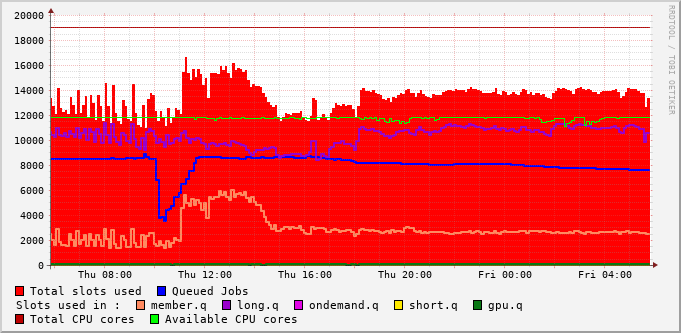 20000
18000
16000
14000
12000
10000
8000
6000
4000
2000
0
Thu 08:00 Thu 12:00 Thu 16:00 Thu 20:00 Fri 00:00 Fri 04:00
RRDTOOL / TOBI OETIKER
Total slots used Queued Jobs
Slots used in : member.q long.q ondemand.q short.q gpu.q
Total CPU cores Available CPU cores